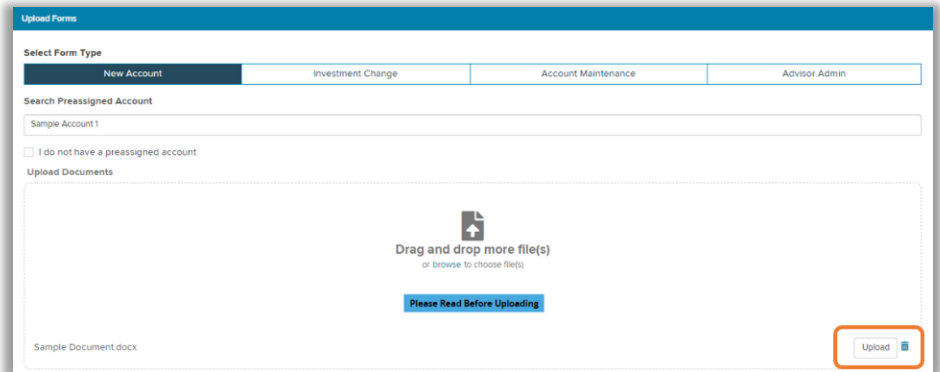 Upload Forms
Select Form Type
New Account
Investment Change
Account Maintenance
Advisor Admin
Search Preassigned Account
Sample Account 1
I do not have a preassigned account
Upload Documents
Drag and drop more file(s)
or browse to choose file(s)
Please Read Before Uploading
Sample Document.docx
Upload